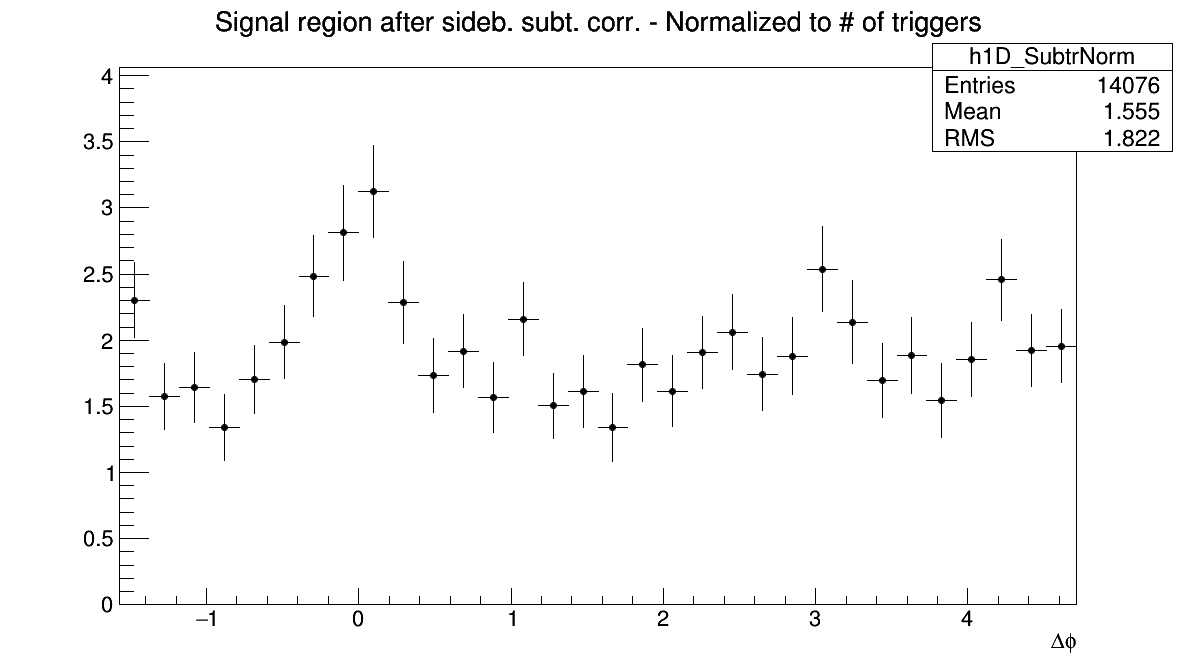 Signal region after sideb. subt. corr. - Normalized to # of triggers
h1D_SubtrNorm
Entries 14076
Mean 1.555
RMS 1.822
4
3.5
3
2.5
2
1.5
1
0.5
0
−1 0 1 2 3 4
Δϕ